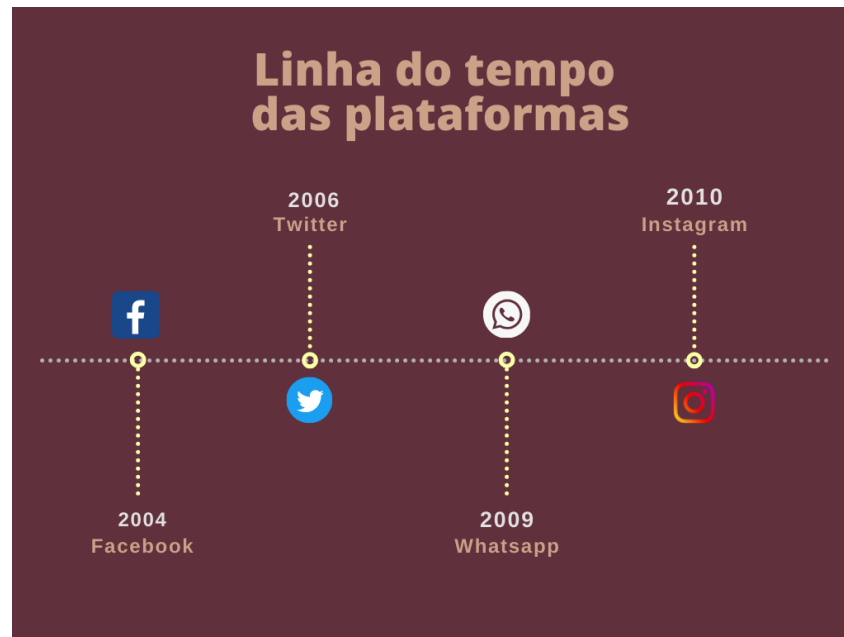 Linha do tempo
das plataformas
2004
Facebook
2006
Twitter
2009
Whatsapp
2010
Instagram